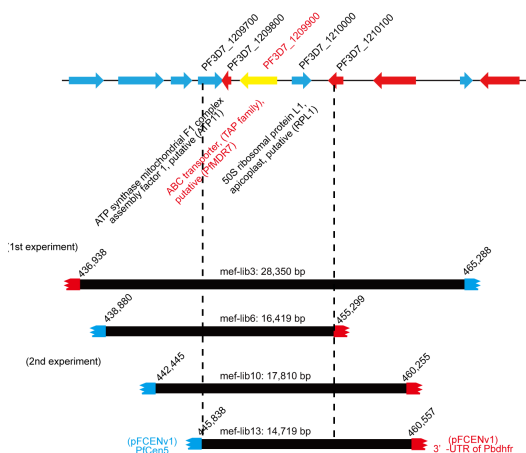 PF3D7_1209700
PF3D7_1209800
PF3D7_1209900
PF3D7_1210000
PF3D7_1210100
ATP synthase mitochondrial F1 complex
assembly factor 1, putative (ATP11)
ABC transporter, (TAP family),
putative (PfMDR7)
50S ribosomal protein L1,
apicoplast, putative (RPL1)
(1st experiment)
436,938
mef-lib3: 28,350 bp
465,288
438,880
mef-lib6: 16,419 bp
455,299
(2nd experiment)
442,445
mef-lib10: 17,810 bp
460,255
445,838
mef-lib13: 14,719 bp
460,557
(pFCENv1)
PfCen5
(pFCENv1)
3' -UTR of Pbdhfr